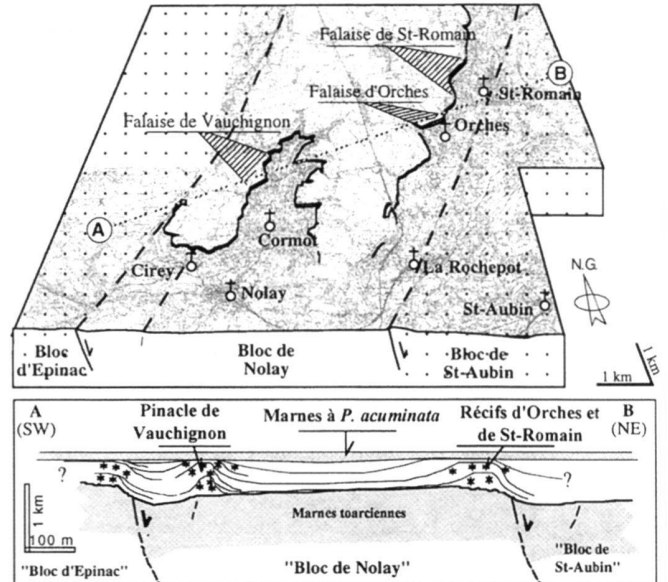 Falaise de St-Romain
Falaise d'Orches
Falaise de Vauchignon
B
St-Romain
Orches
A
Cormot
Cirey
La Rochepot
Nolay
St-Aubin
N.G.
Bloc
d'Epinac
Bloc de
Nolay
Bloc de
St-Aubin
1 km
1 km
A
(SW)
Pinacle de
Vauchignon
Marnes à P. acuminata
Récifs d'Orches et
de St-Romain
B
(NE)
?
?
1 km
100 m
Marnes toarciennes
"Bloc d'Epinac"
"Bloc de Nolay"
"Bloc de
St-Aubin"